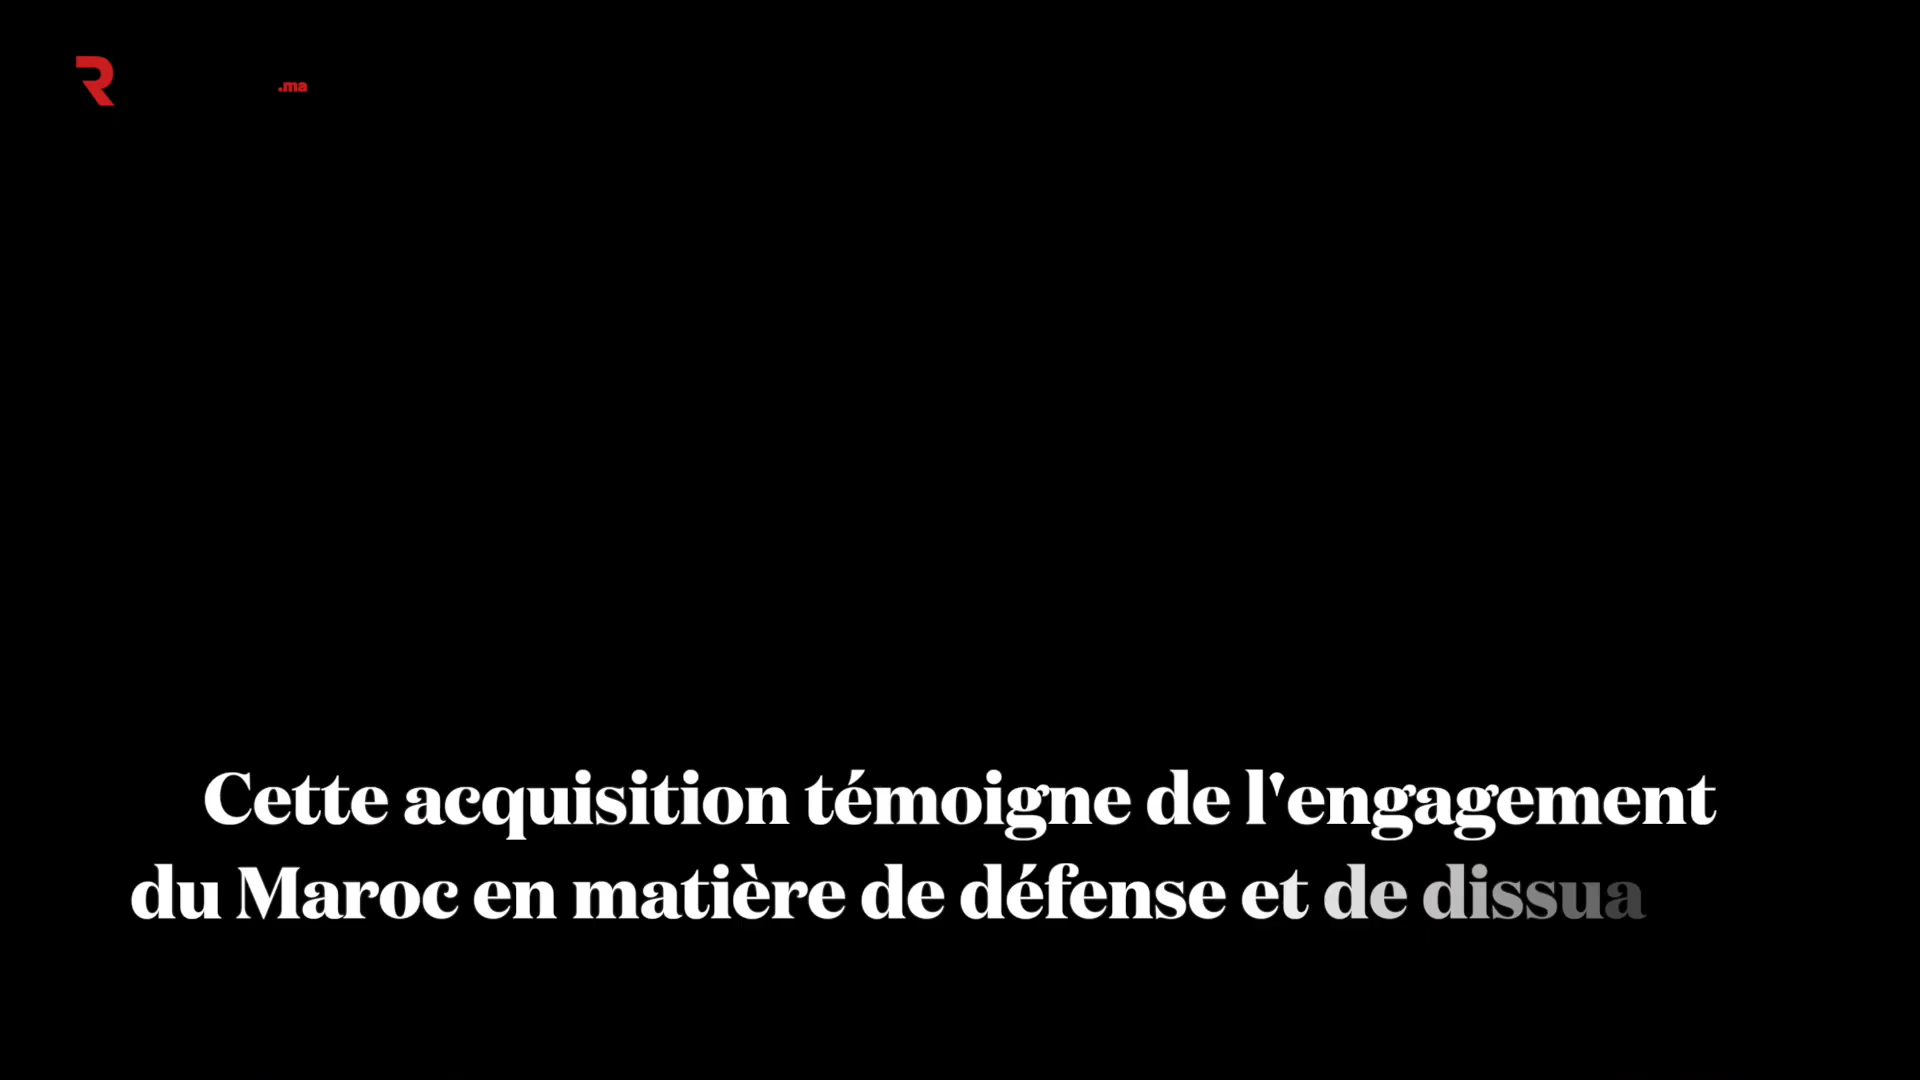 R .ma
Cette acquisition témoigne de l'engagement
du Maroc en matière de défense et de dissua